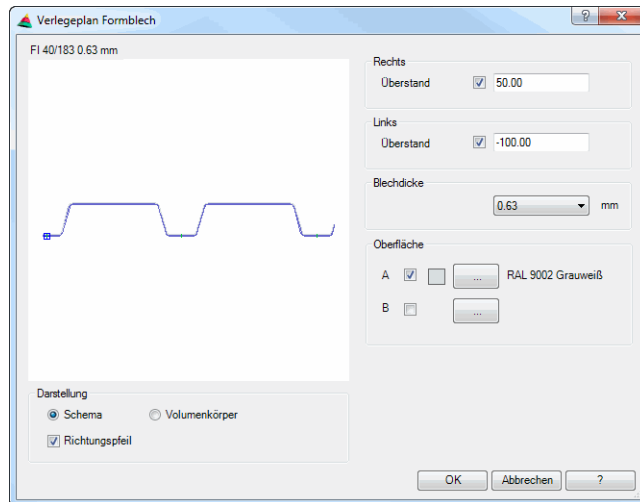 Verlegeplan Formblech
FI 40/183 0.63 mm
Rechts
Überstand 50.00
Links
Überstand -100.00
Blechdicke
0.63 mm
Oberfläche
A ... RAL 9002 Grauweiß
B ...
Darstellung
Schema Volumenkörper
Richtungspfeil
OK Abbrechen ?